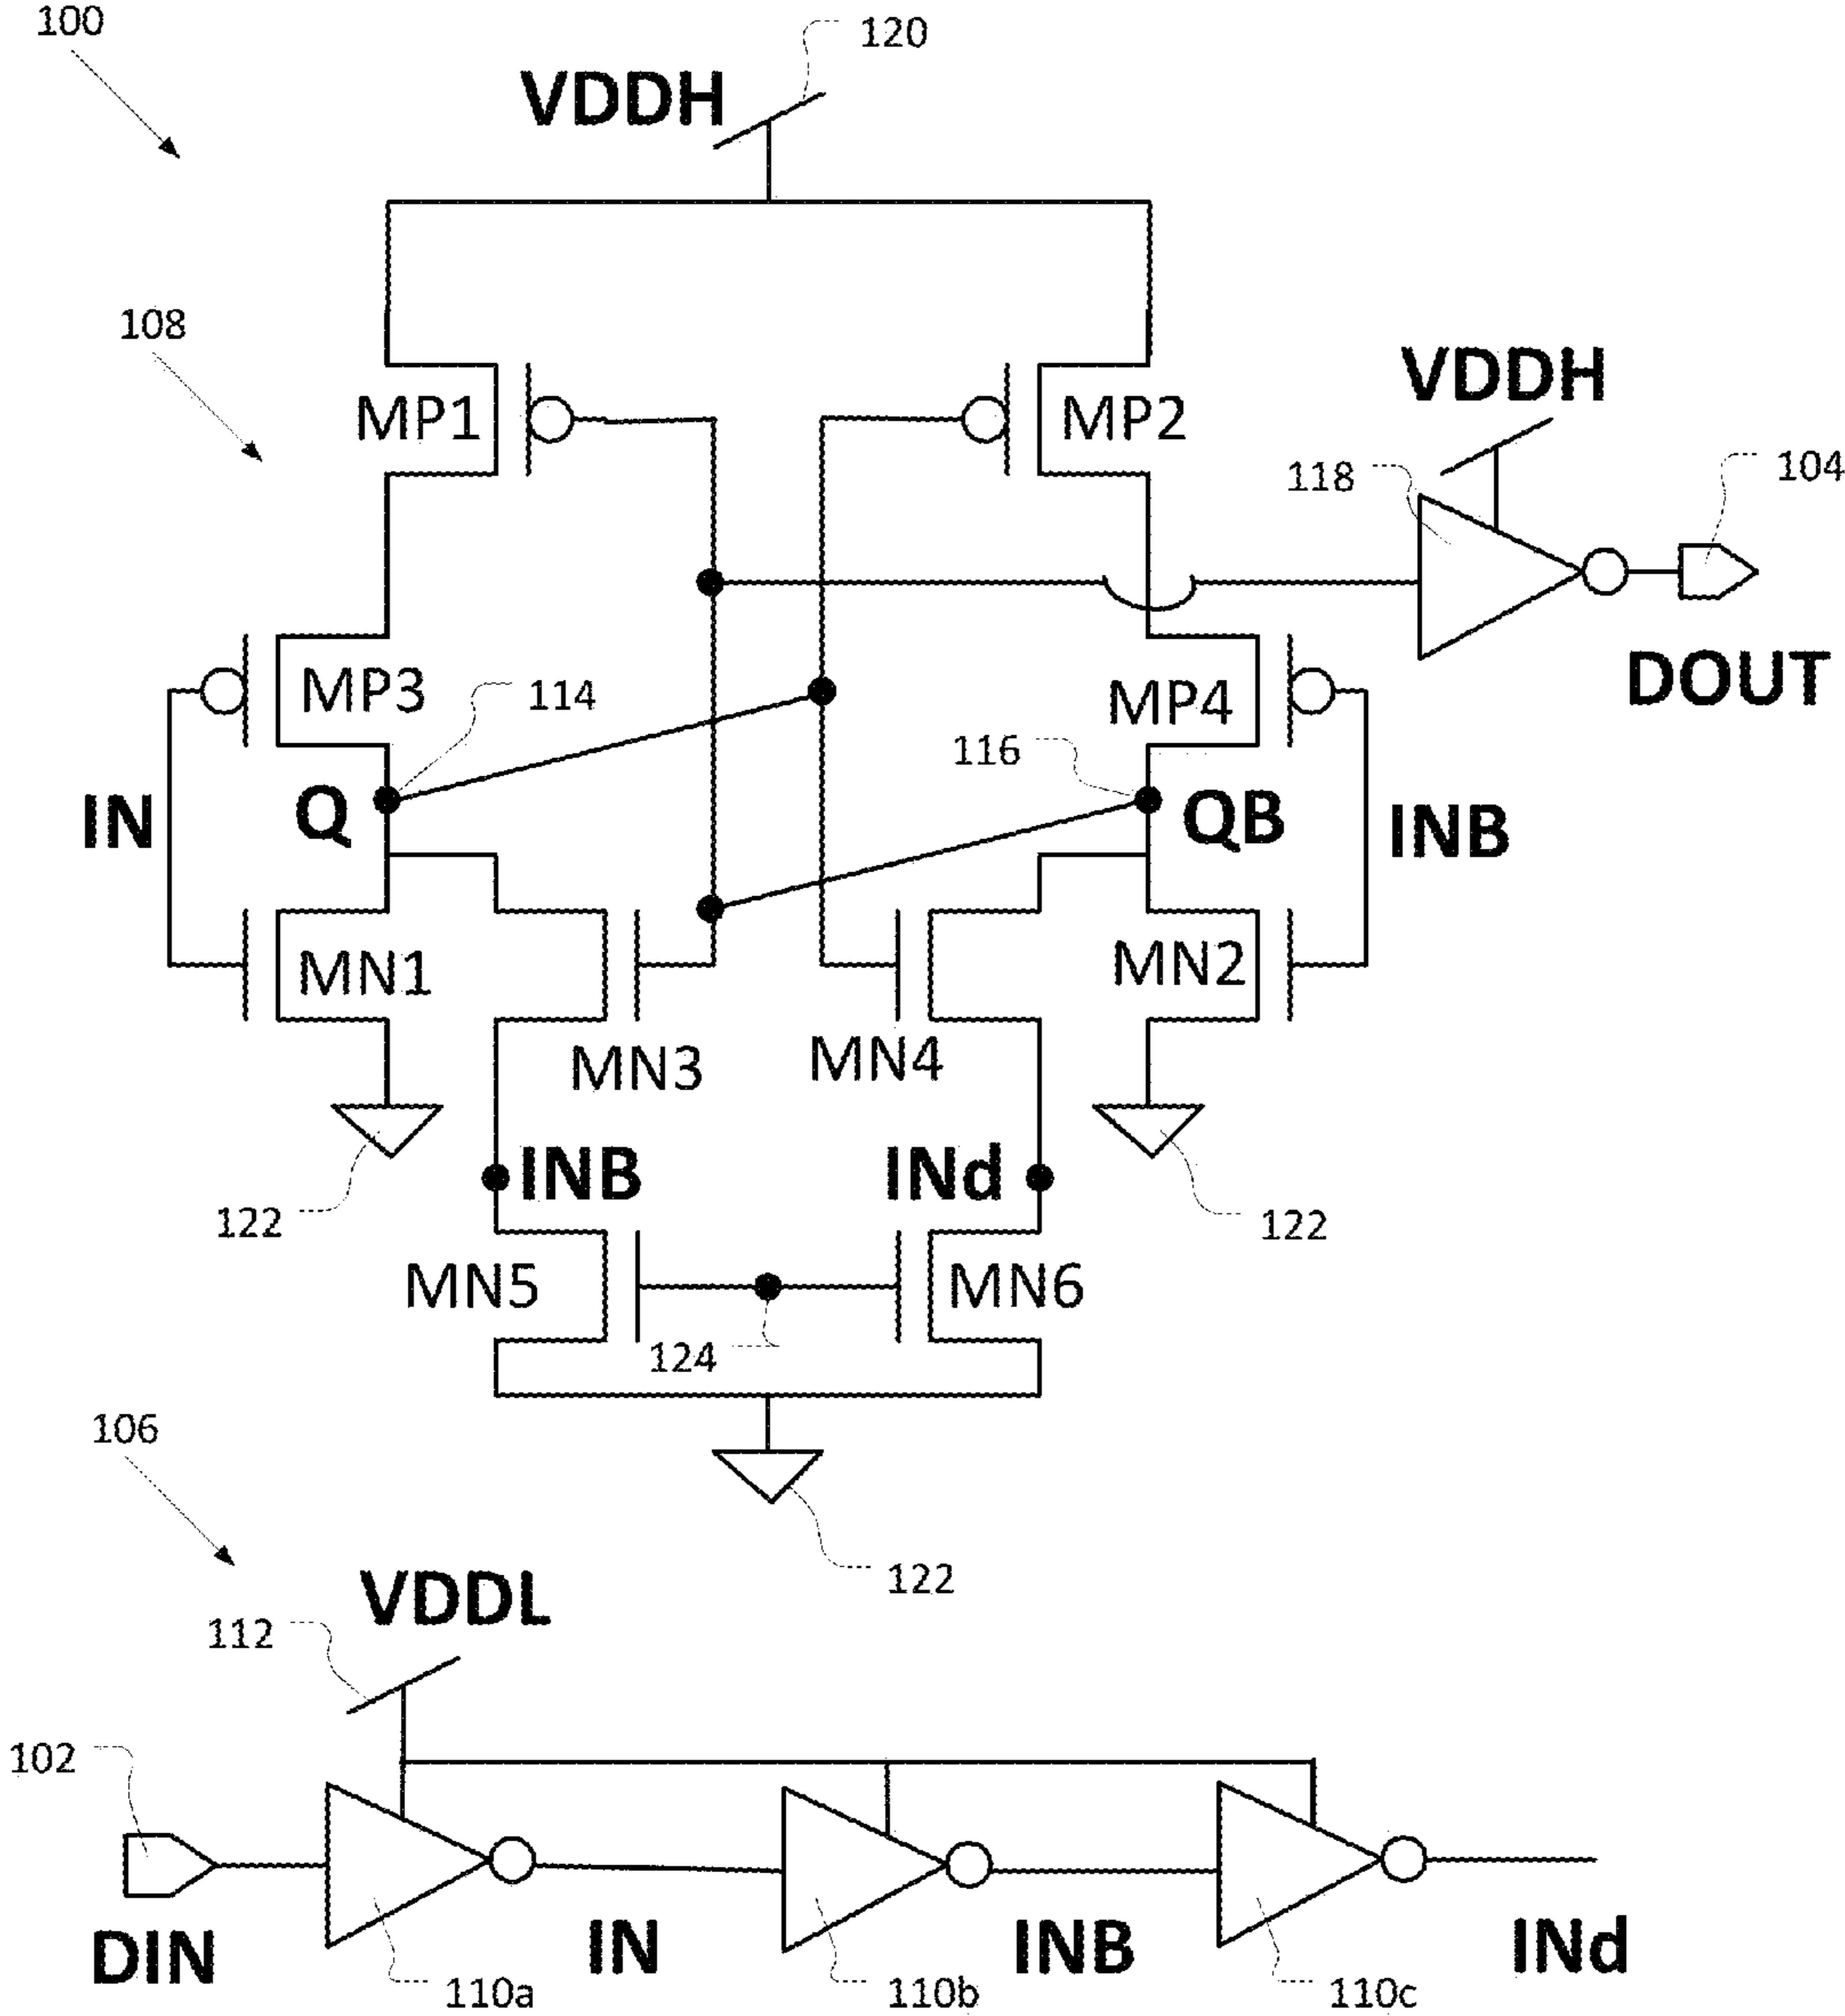 100
120
VDDH
108
MP1
MP2
VDDH
118
104
MP3
114
MP4
DOUT
116
IN
Q
QB
INB
MN1
MN2
MN3
MN4
INB
INd
122
122
MN5
MN6
124
106
122
VDDL
112
102
DIN
IN
INB
INd
110a
110b
110c